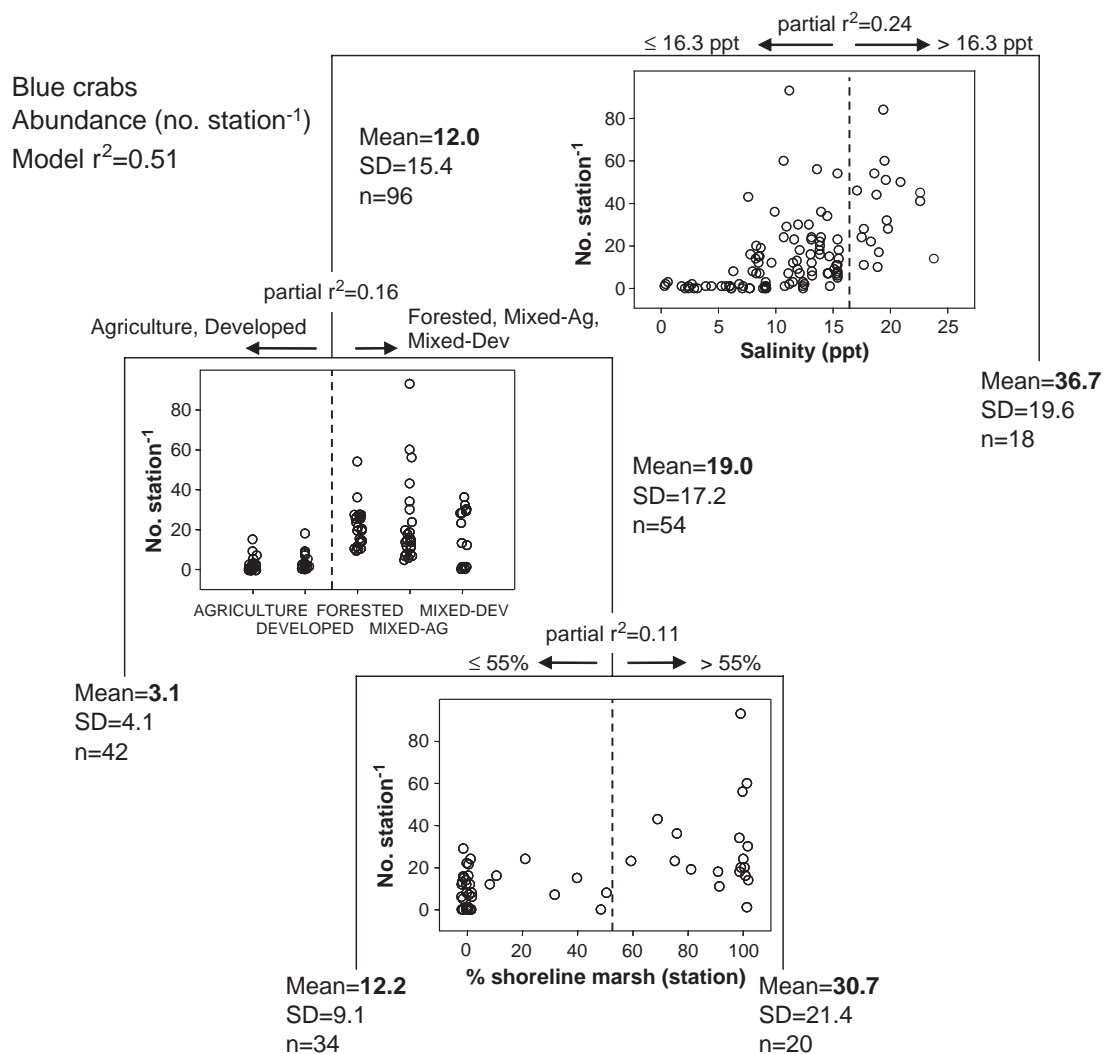 Blue crabs
Abundance (no. station⁻¹)
Model r²=0.51
partial r²=0.24
≤ 16.3 ppt
> 16.3 ppt
Mean=12.0
SD=15.4
n=96
No. station⁻¹
80
60
40
20
0
0 5 10 15 20 25
Salinity (ppt)
Mean=36.7
SD=19.6
n=18
partial r²=0.16
Agriculture, Developed
Forested, Mixed-Ag,
Mixed-Dev
No. station⁻¹
80
60
40
20
0
AGRICULTURE FORESTED MIXED-DEV
DEVELOPED MIXED-AG
Mean=3.1
SD=4.1
n=42
Mean=19.0
SD=17.2
n=54
partial r²=0.11
≤ 55%
> 55%
No. station⁻¹
80
60
40
20
0
0 20 40 60 80 100
% shoreline marsh (station)
Mean=12.2
SD=9.1
n=34
Mean=30.7
SD=21.4
n=20